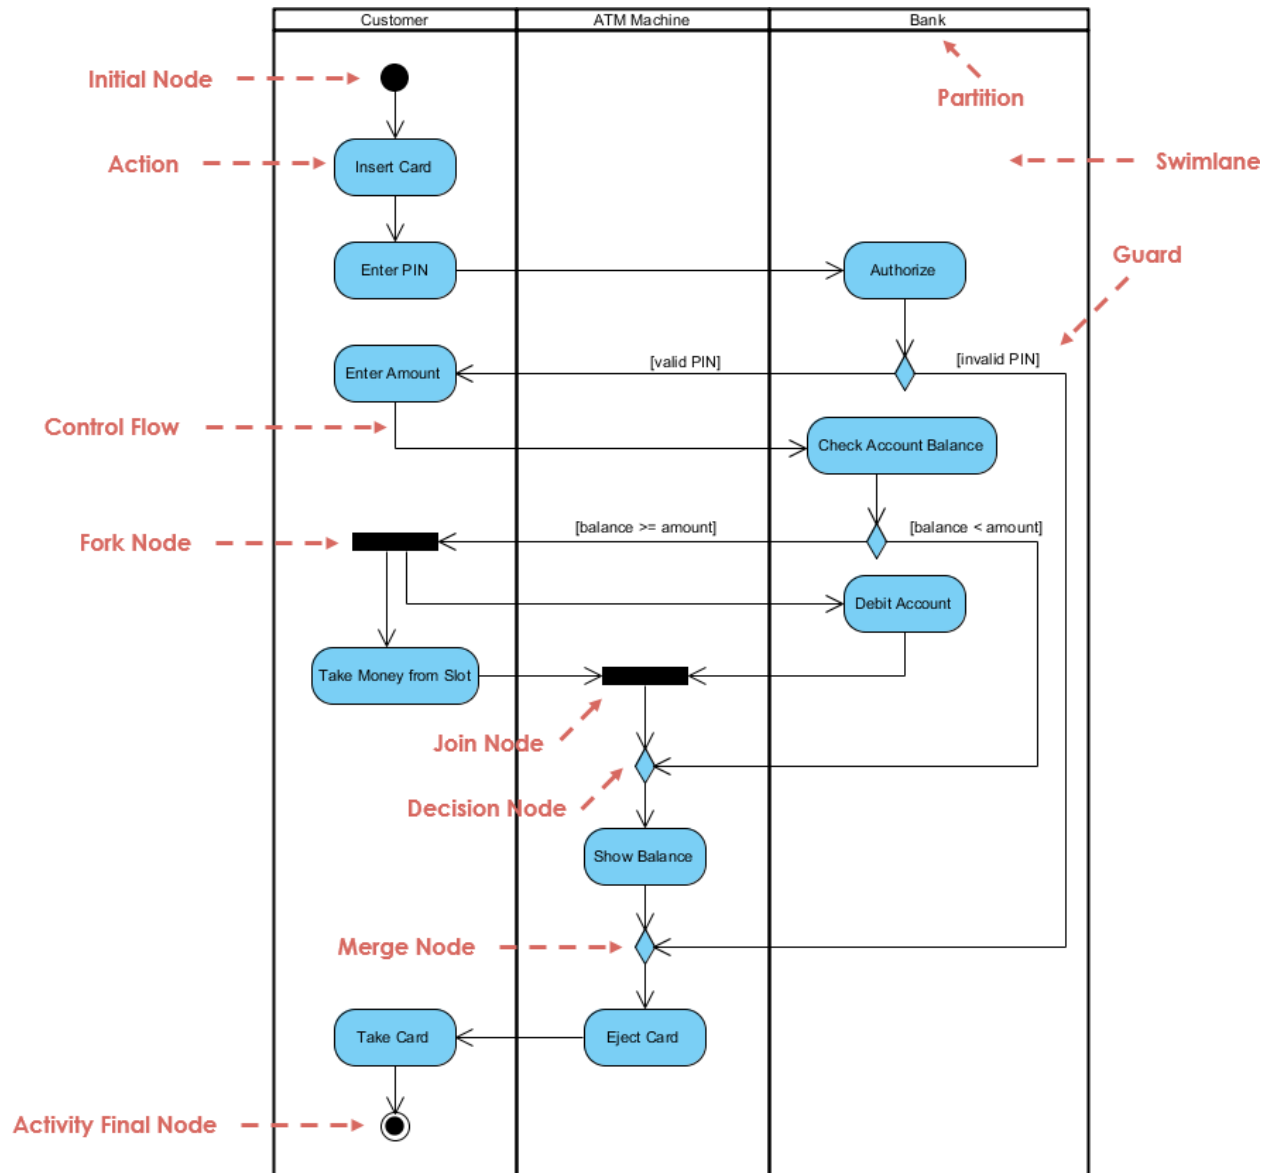 Customer
ATM Machine
Bank
Initial Node
Partition
Action
Insert Card
Swimlane
Enter PIN
Authorize
Guard
[valid PIN]
[invalid PIN]
Enter Amount
Control Flow
Check Account Balance
[balance >= amount]
[balance < amount]
Fork Node
Debit Account
Take Money from Slot
Join Node
Decision Node
Show Balance
Merge Node
Take Card
Eject Card
Activity Final Node